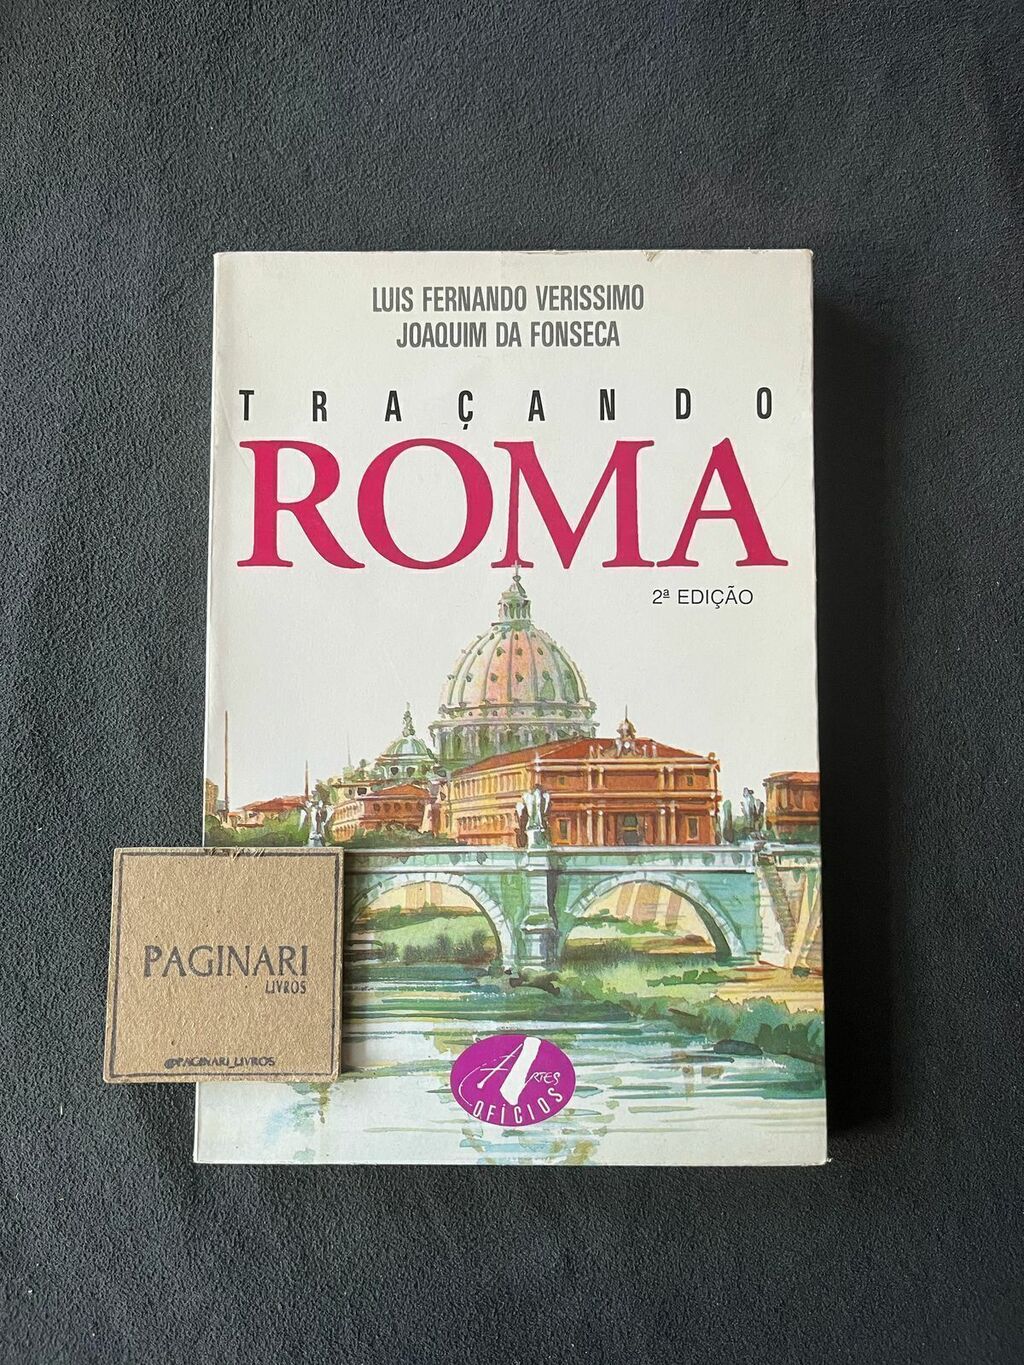 LUIS FERNANDO VERISSIMO
JOAQUIM DA FONSECA
TRAÇANDO
ROMA
2ª EDIÇÃO
PAGINARI
LIVROS
@PAGINARI_LIVROS
ARTES
OFÍCIOS